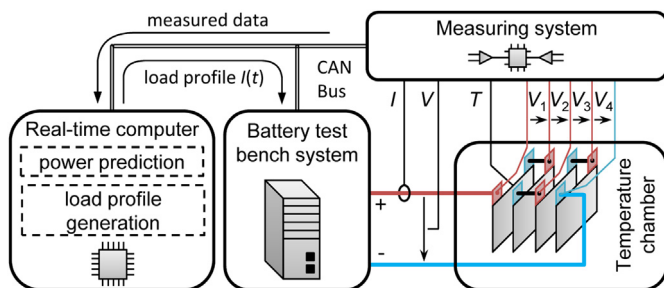 measured data
Measuring system
load profile I(t)
CAN
Bus
I
V
T
V1
V2
V3
V4
Real-time computer
power prediction
load profile
generation
Battery test
bench system
+
-
Temperature
chamber